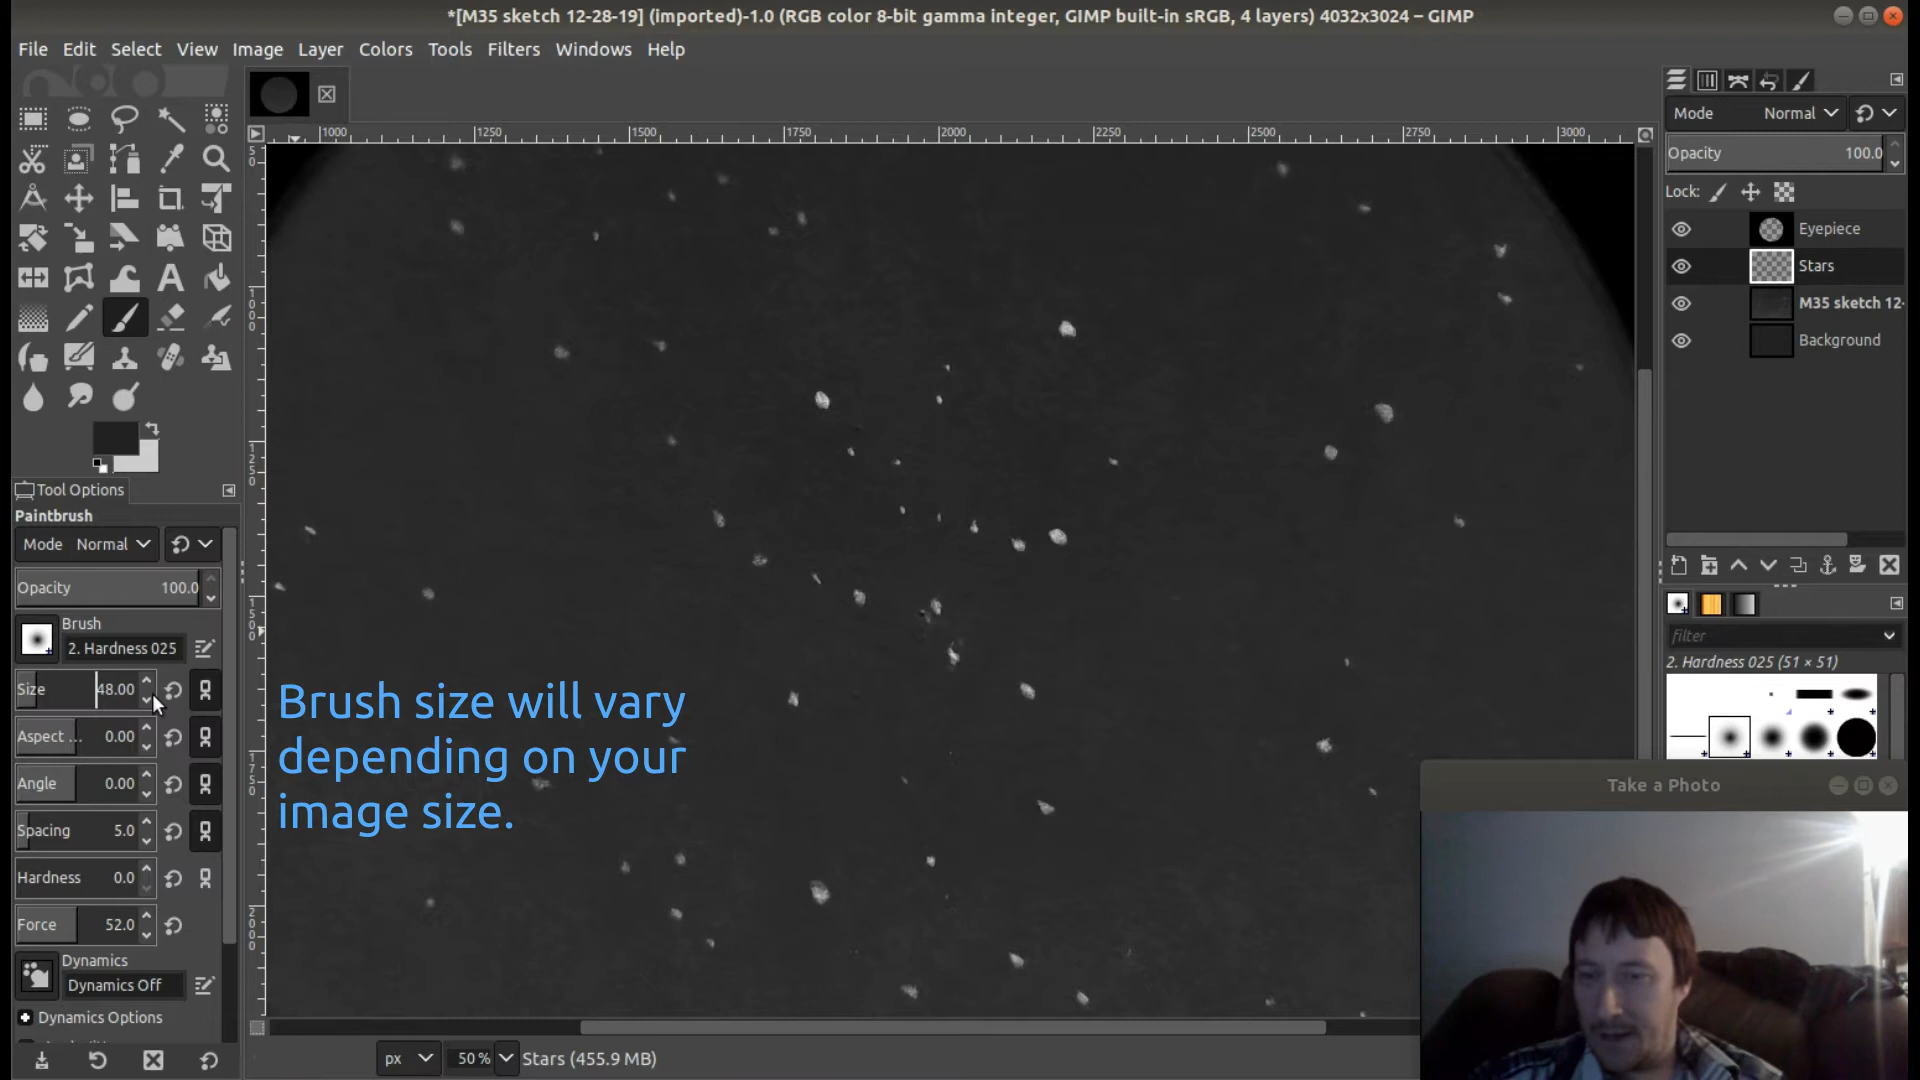 *[M35 sketch 12-28-19] (imported)-1.0 (RGB color 8-bit gamma integer, GIMP built-in sRGB, 4 layers) 4032x3024 – GIMP
File Edit Select View Image Layer Colors Tools Filters Windows Help
1000 1250 1500 1750 2000 2250 2500 2750 3000
Tool Options
Paintbrush
Mode Normal
Opacity 100.0
Brush
2. Hardness 025
Size 48.00
Aspect ... 0.00
Angle 0.00
Spacing 5.0
Hardness 0.0
Force 52.0
Dynamics
Dynamics Off
Dynamics Options
1000
1250
1500
1750
2000
Brush size will vary
depending on your
image size.
px 50 % Stars (455.9 MB)
Mode Normal
Opacity 100.0
Lock:
Eyepiece
Stars
M35 sketch 12-
Background
filter
2. Hardness 025 (51 × 51)
Take a Photo